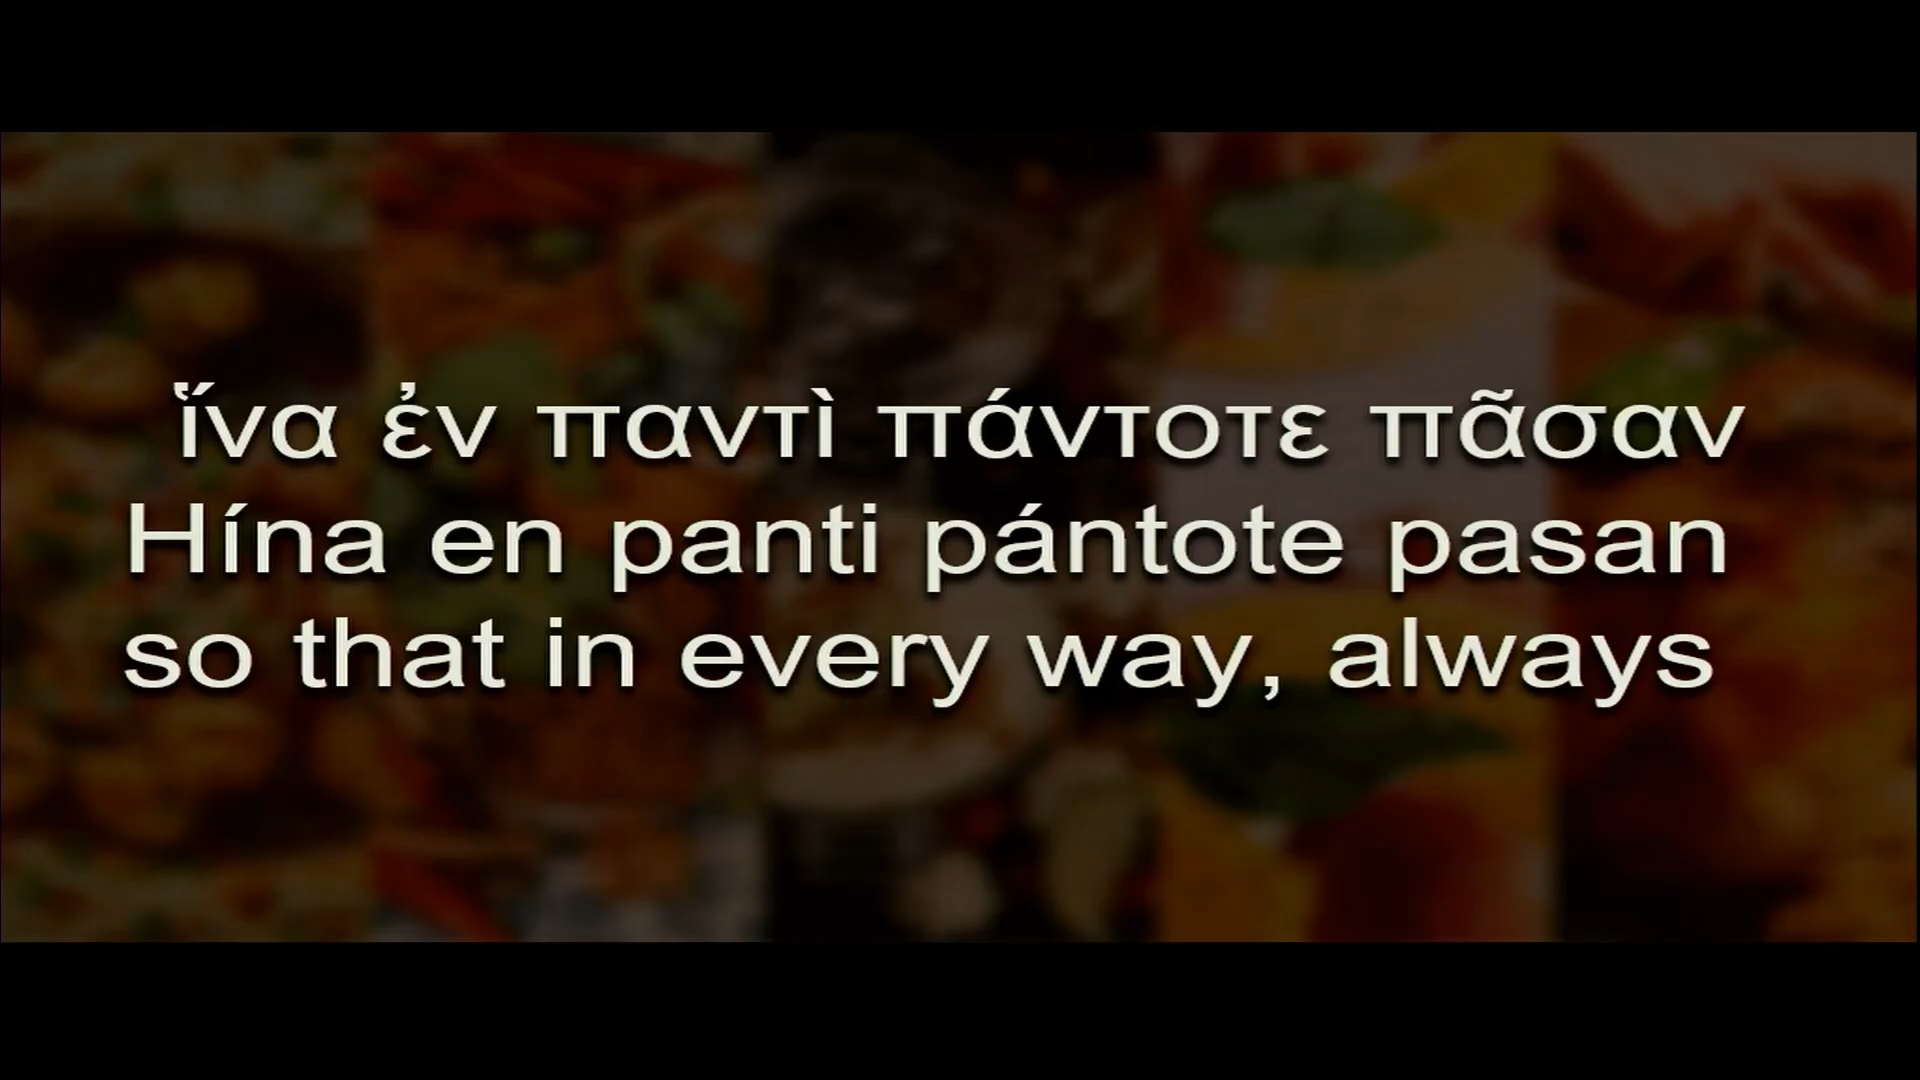 ἵνα ἐν παντὶ πάντοτε πᾶσαν
Hína en panti pántote pasan
so that in every way, always